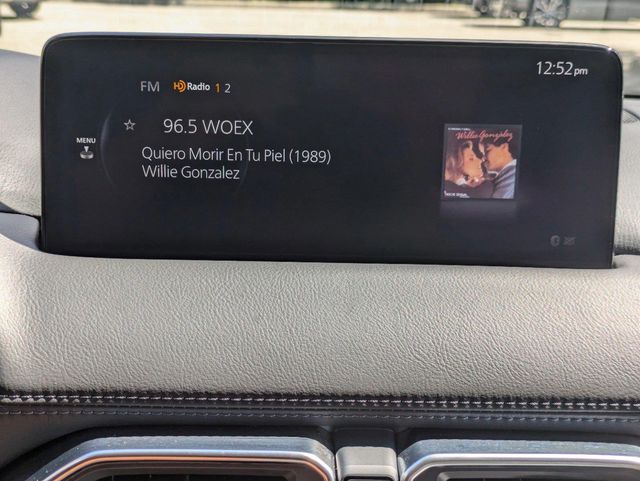 12:52pm
FM HD Radio 1 2
96.5 WOEX
MENU
Quiero Morir En Tu Piel (1989)
Willie Gonzalez
Willie González